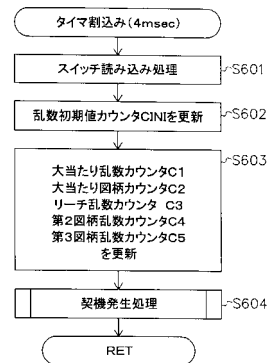 タイマ割込み(4msec)
スイッチ読み込み処理
S601
乱数初期値カウンタCINIを更新
S602
S603
大当たり乱数カウンタC1
大当たり図柄カウンタC2
リーチ乱数カウンタ C3
第2図柄乱数カウンタC4
第3図柄乱数カウンタC5
を更新
契機発生処理
S604
RET